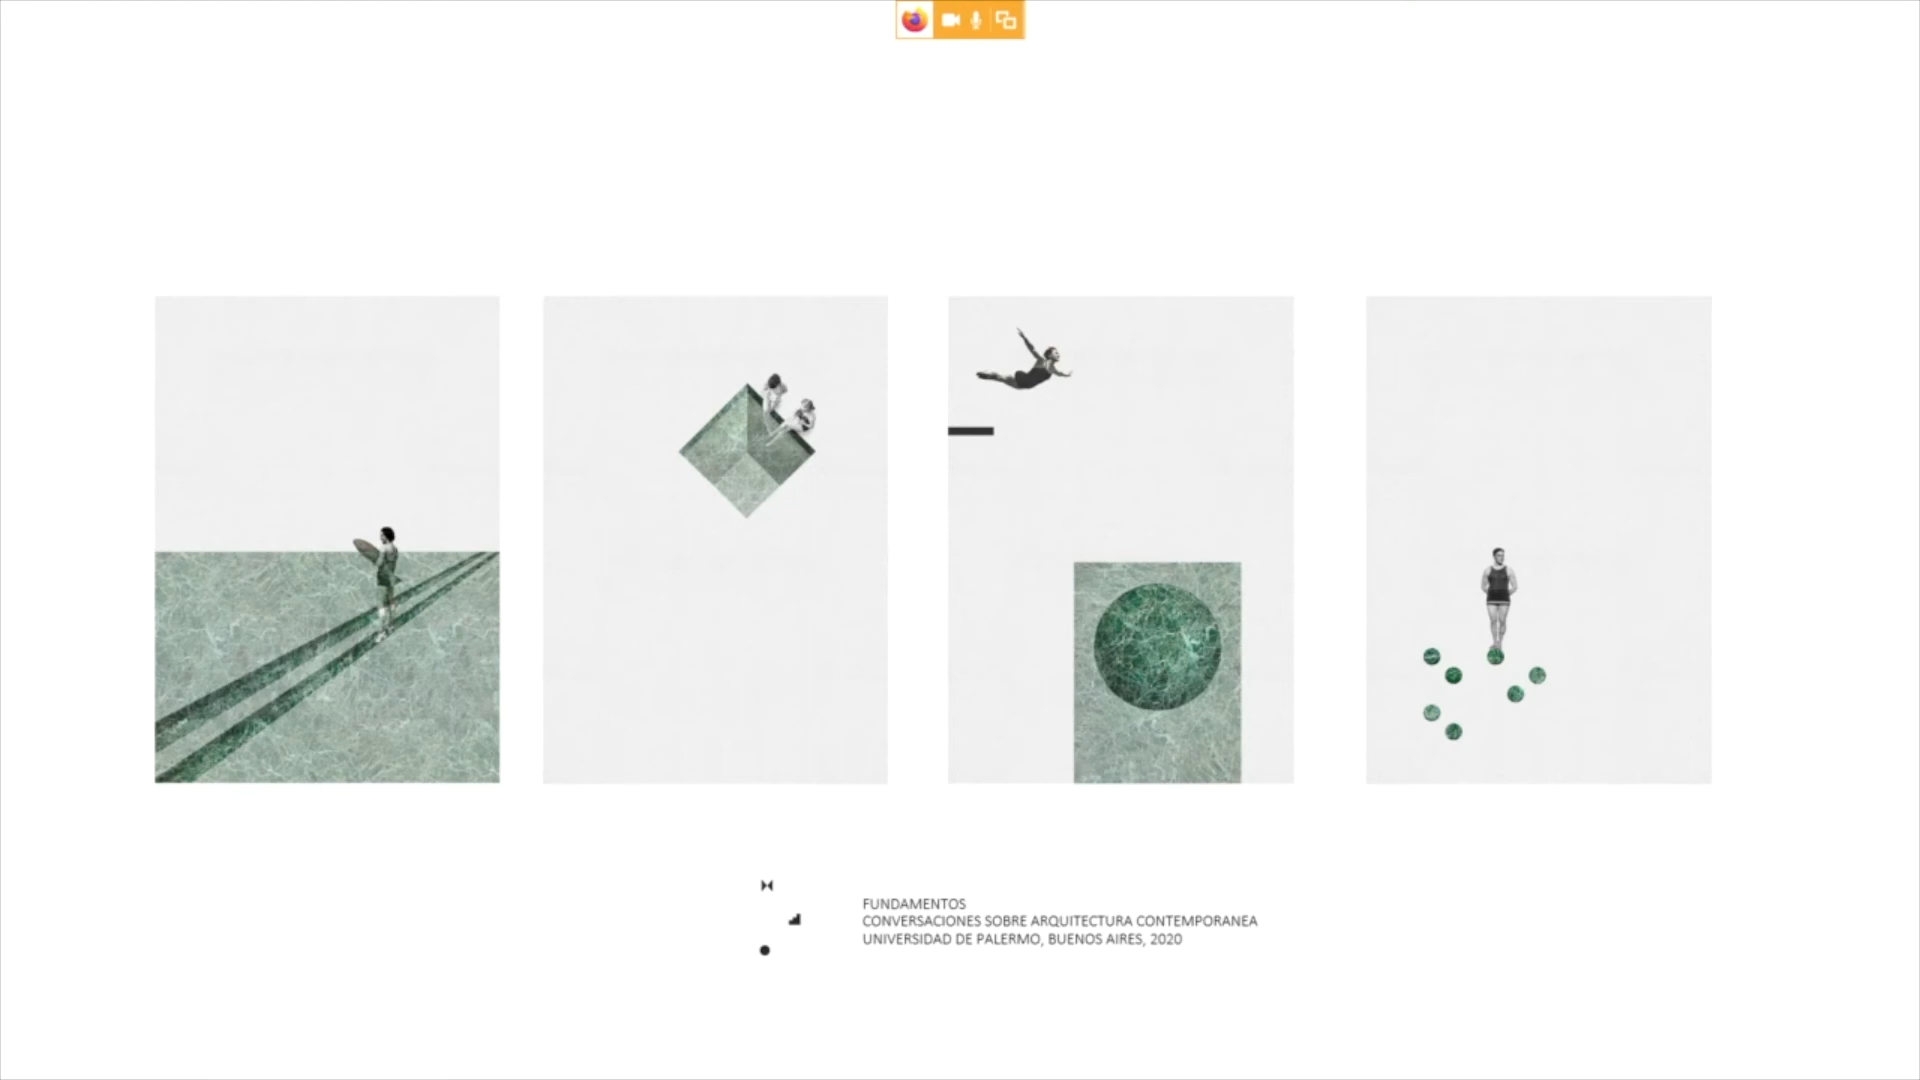 FUNDAMENTOS
CONVERSACIONES SOBRE ARQUITECTURA CONTEMPORANEA
UNIVERSIDAD DE PALERMO, BUENOS AIRES, 2020